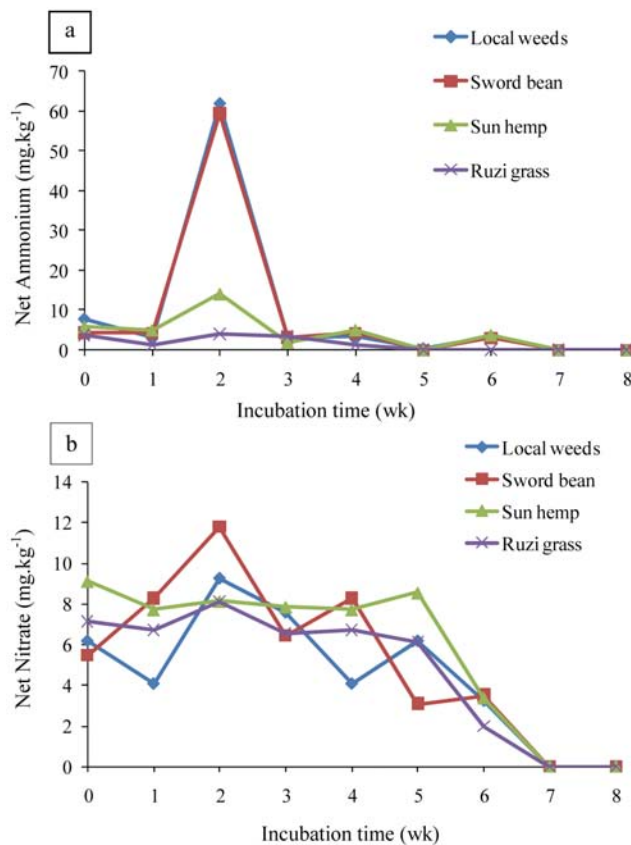 a
Local weeds
Sword bean
Sun hemp
Ruzi grass
Net Ammonium (mg.kg⁻¹)
70
60
50
40
30
20
10
0
0 1 2 3 4 5 6 7 8
Incubation time (wk)
b
Local weeds
Sword bean
Sun hemp
Ruzi grass
Net Nitrate (mg.kg⁻¹)
14
12
10
8
6
4
2
0
0 1 2 3 4 5 6 7 8
Incubation time (wk)